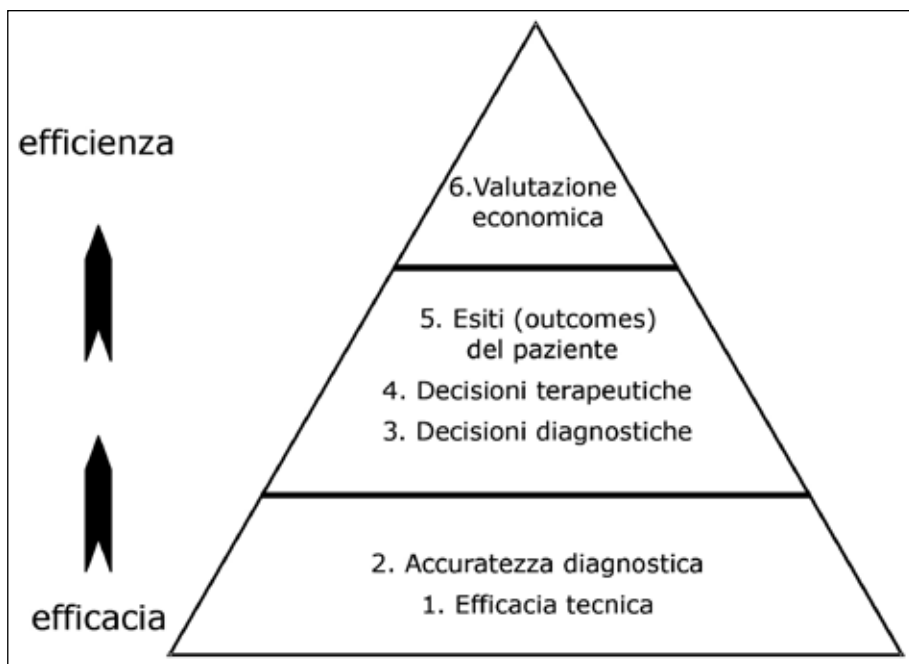 efficienza
6.Valutazione
economica
5. Esiti (outcomes)
del paziente
4. Decisioni terapeutiche
3. Decisioni diagnostiche
2. Accuratezza diagnostica
1. Efficacia tecnica
efficacia